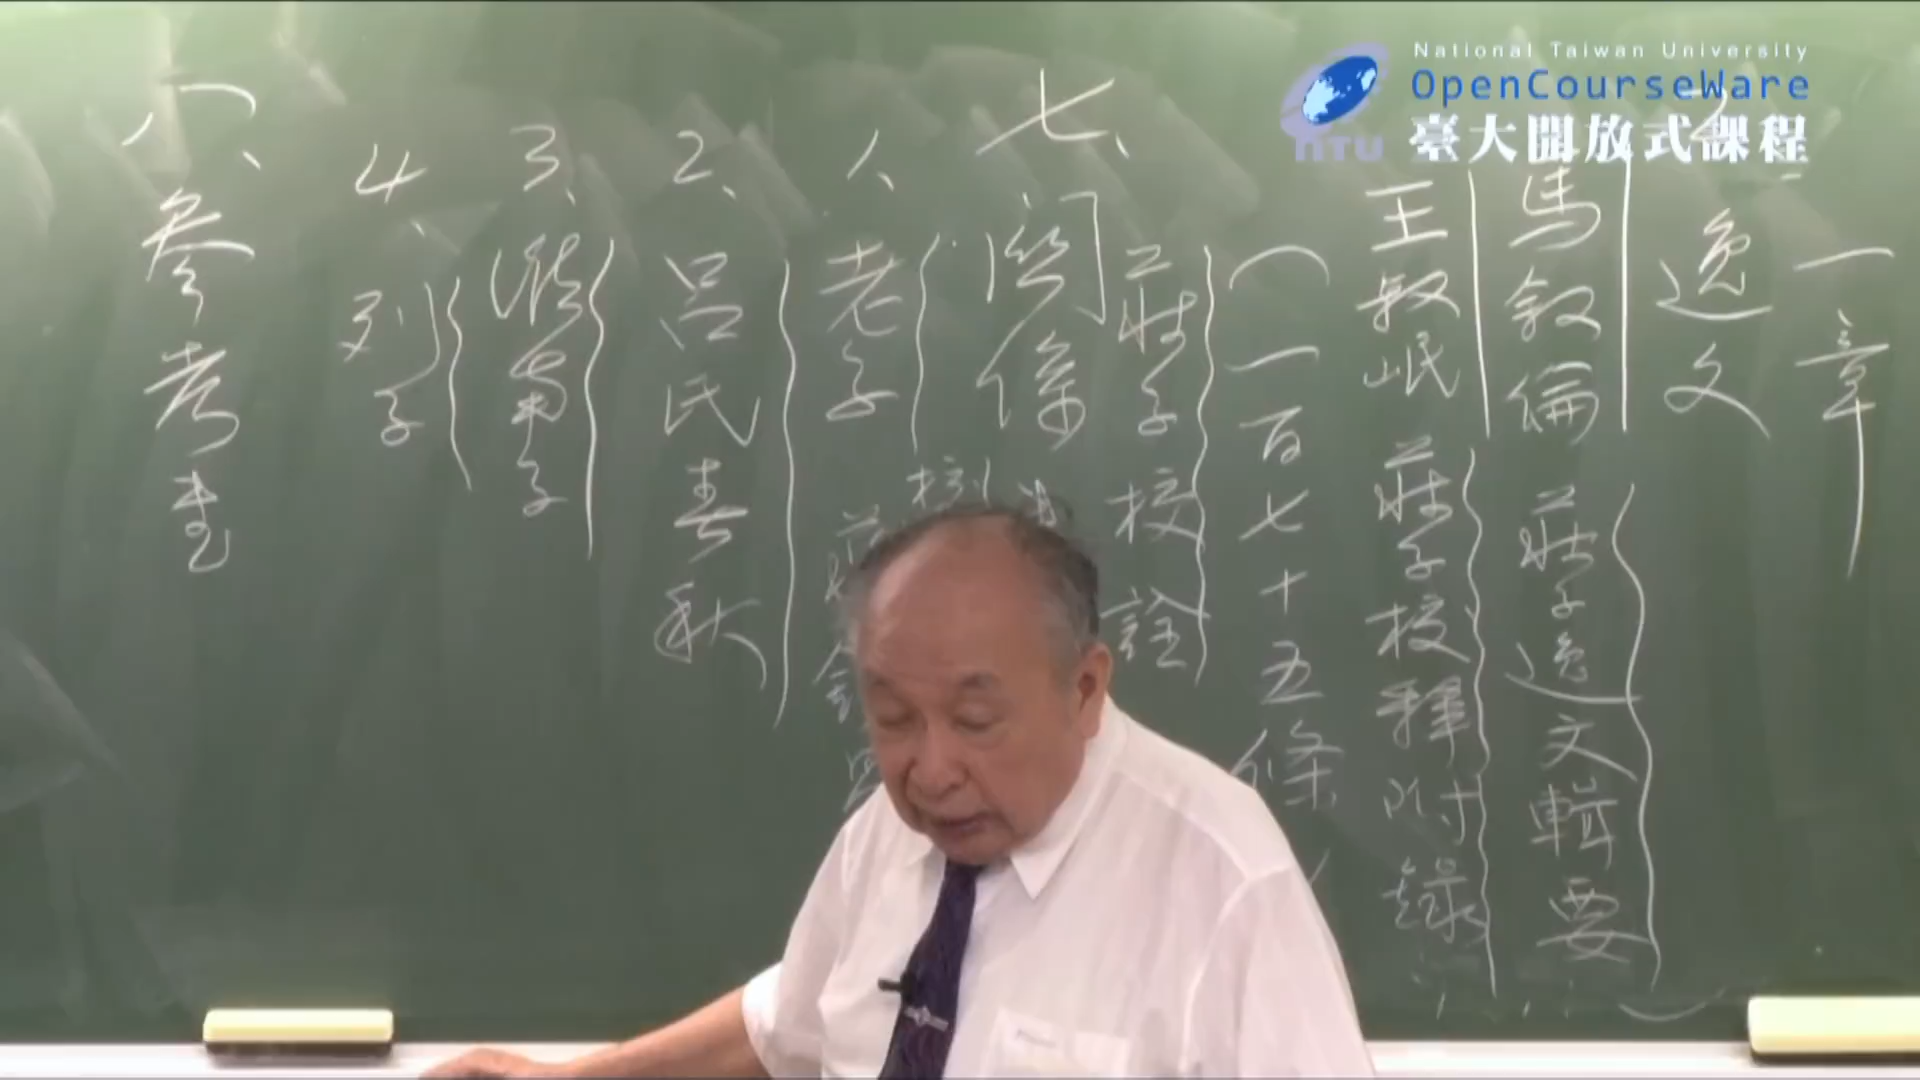 National Taiwan University
OpenCourseWare
臺大開放式課程
NTU
一章
逸文
馬敘倫 莊子逸文輯要
王叔岷 莊子校釋附錄
(一百七十五條
莊子校詮
七、關係
1、老子
2、呂氏春秋
3、淮南子
4、列子
八、參考書